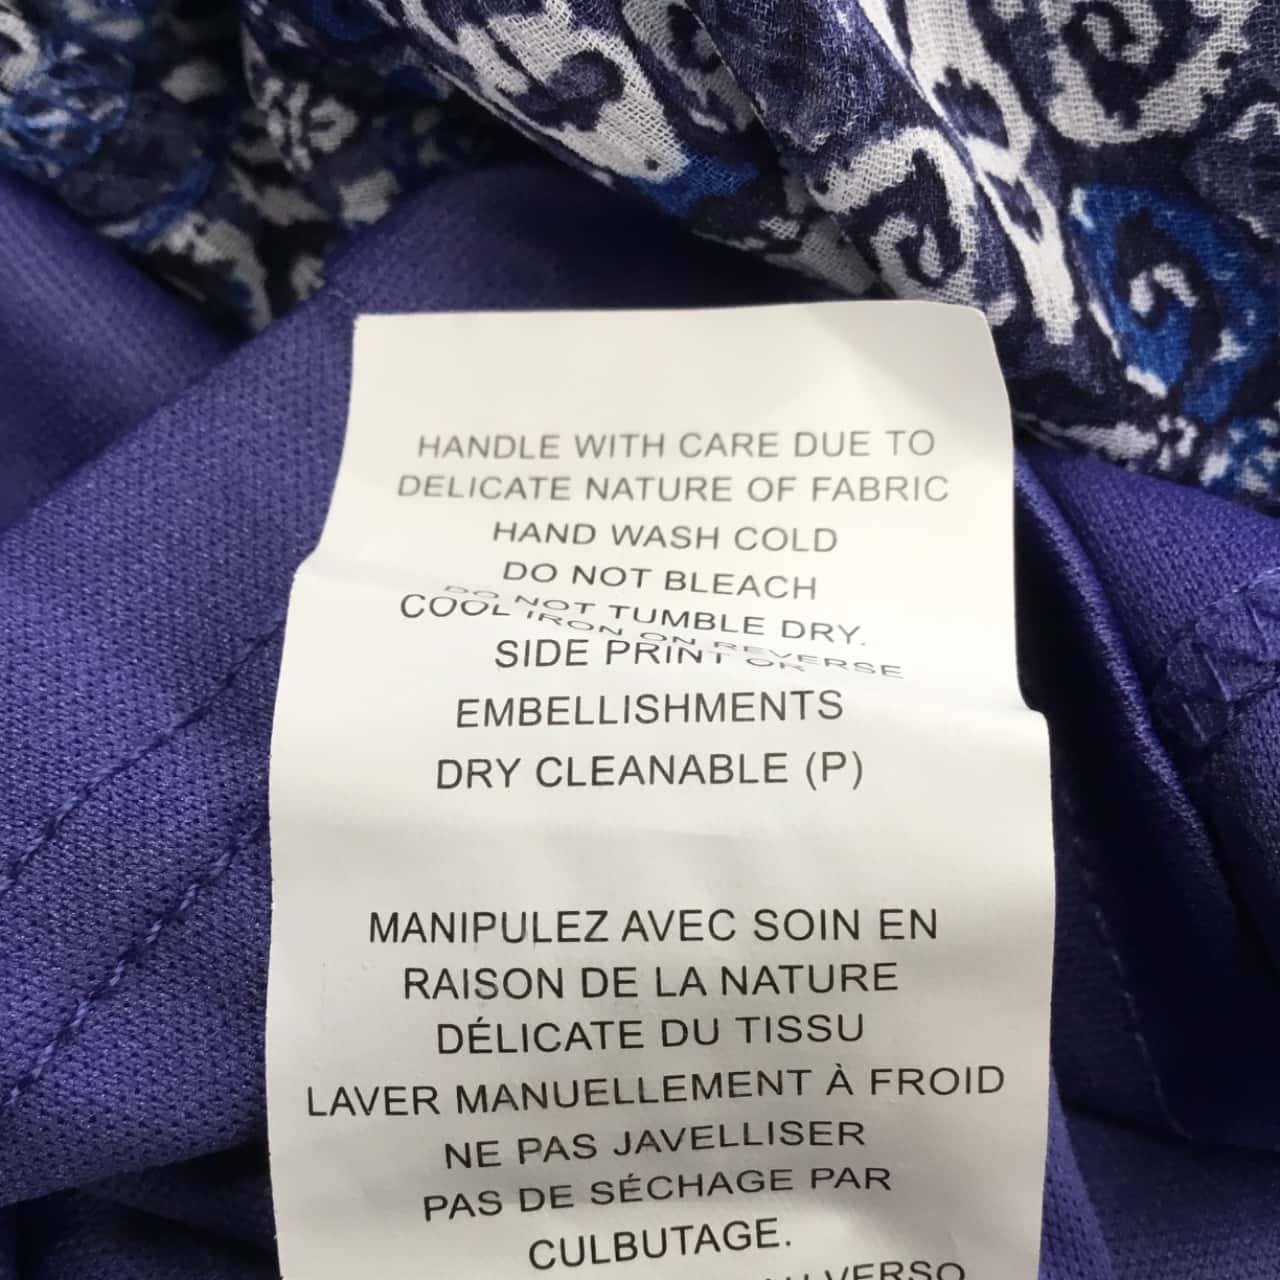 HANDLE WITH CARE DUE TO
DELICATE NATURE OF FABRIC
HAND WASH COLD
DO NOT BLEACH
DO NOT TUMBLE DRY.
COOL IRON ON REVERSE
SIDE PRINT OR
EMBELLISHMENTS
DRY CLEANABLE (P)
MANIPULEZ AVEC SOIN EN
RAISON DE LA NATURE
DÉLICATE DU TISSU
LAVER MANUELLEMENT À FROID
NE PAS JAVELLISER
PAS DE SÉCHAGE PAR
CULBUTAGE.
VERSO